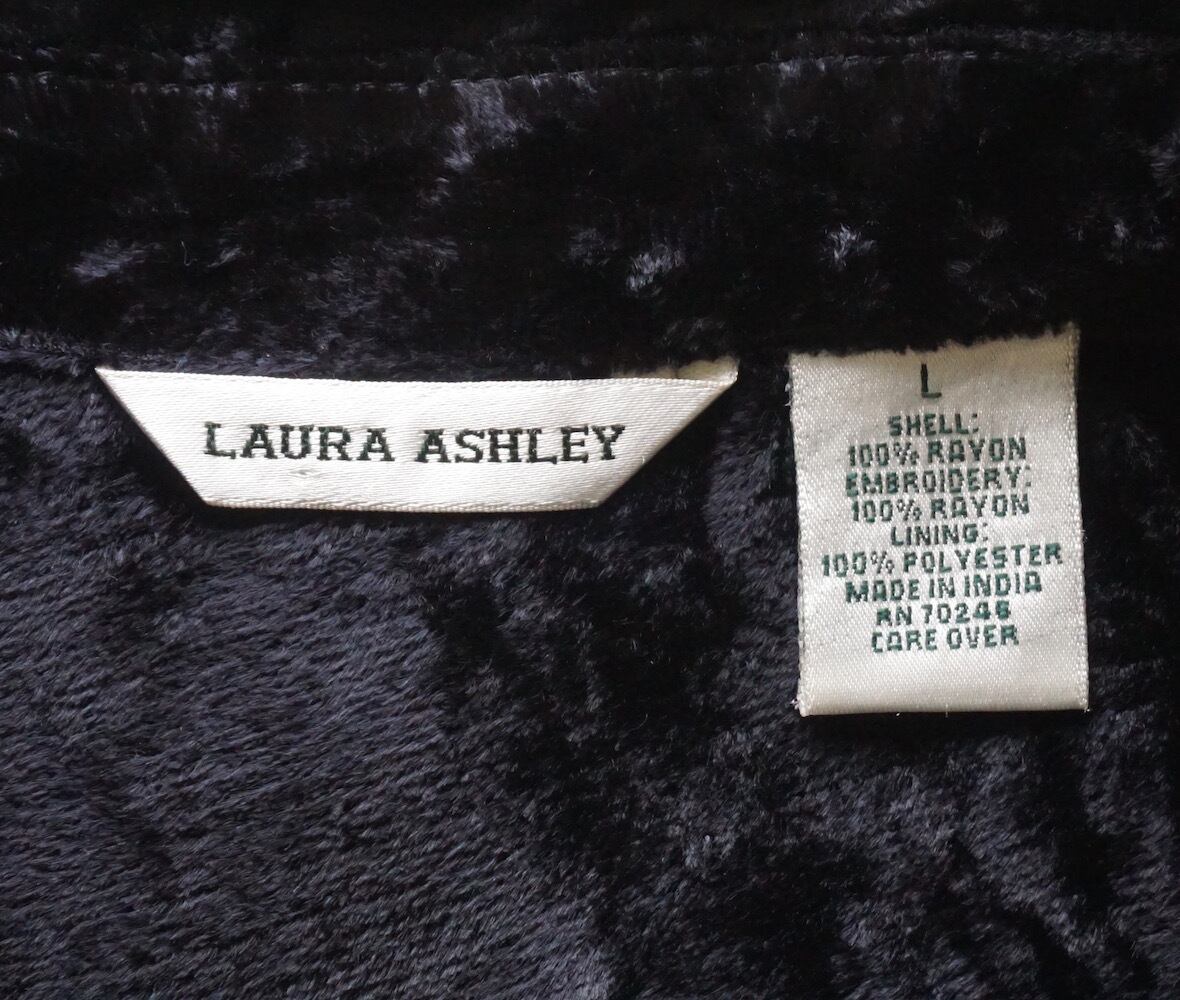 LAURA ASHLEY
L
SHELL:
100% RAYON
EMBROIDERY:
100% RAYON
LINING:
100% POLYESTER
MADE IN INDIA
RN 70246
CARE OVER